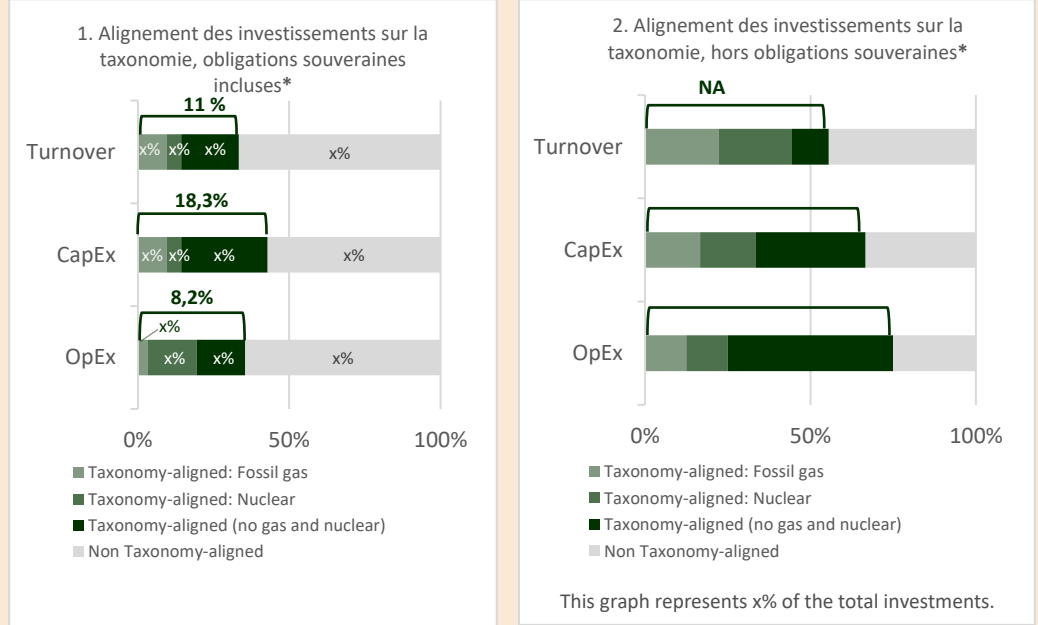 1. Alignement des investissements sur la
taxonomie, obligations souveraines
incluses*
11 %
Turnover
x% x% x% x%
18,3%
CapEx
x% x% x% x%
8,2%
x%
OpEx
x% x% x%
0% 50% 100%
Taxonomy-aligned: Fossil gas
Taxonomy-aligned: Nuclear
Taxonomy-aligned (no gas and nuclear)
Non Taxonomy-aligned
2. Alignement des investissements sur la
taxonomie, hors obligations souveraines*
NA
Turnover
CapEx
OpEx
0% 50% 100%
Taxonomy-aligned: Fossil gas
Taxonomy-aligned: Nuclear
Taxonomy-aligned (no gas and nuclear)
Non Taxonomy-aligned
This graph represents x% of the total investments.